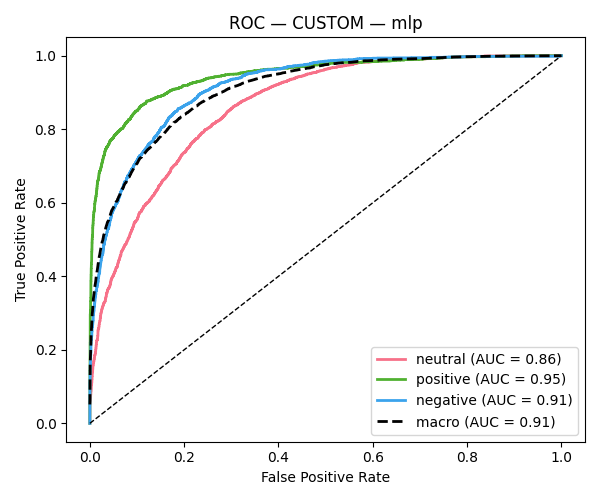 ROC — CUSTOM — mlp
True Positive Rate
1.0
0.8
0.6
0.4
0.2
0.0
neutral (AUC = 0.86)
positive (AUC = 0.95)
negative (AUC = 0.91)
macro (AUC = 0.91)
0.0 0.2 0.4 0.6 0.8 1.0
False Positive Rate